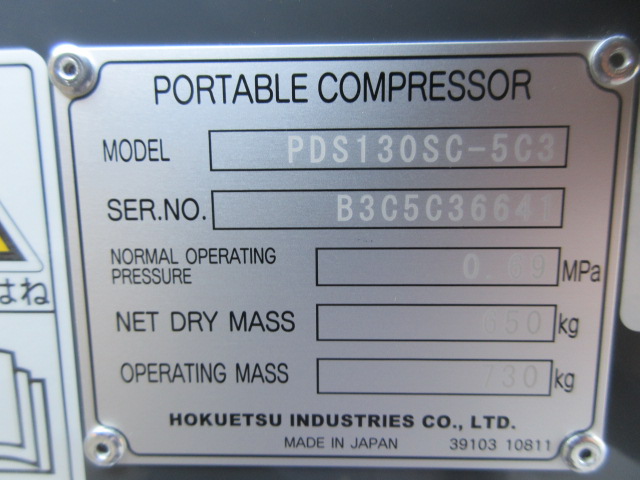 PORTABLE COMPRESSOR
MODEL PDS130SC-5C3
SER.NO. B3C5C36641
NORMAL OPERATING PRESSURE 0.69 MPa
NET DRY MASS 650 kg
OPERATING MASS 730 kg
HOKUETSU INDUSTRIES CO., LTD.
MADE IN JAPAN 39103 10811
はね